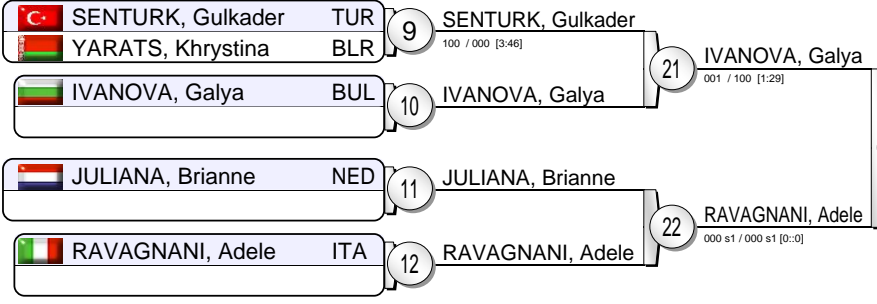 SENTURK, Gulkader TUR
YARATS, Khrystina BLR
9
SENTURK, Gulkader
100 / 000 [3:46]
IVANOVA, Galya BUL
10
IVANOVA, Galya
21
IVANOVA, Galya
001 / 100 [1:29]
JULIANA, Brianne NED
11
JULIANA, Brianne
RAVAGNANI, Adele ITA
12
RAVAGNANI, Adele
22
RAVAGNANI, Adele
000 s1 / 000 s1 [0::0]